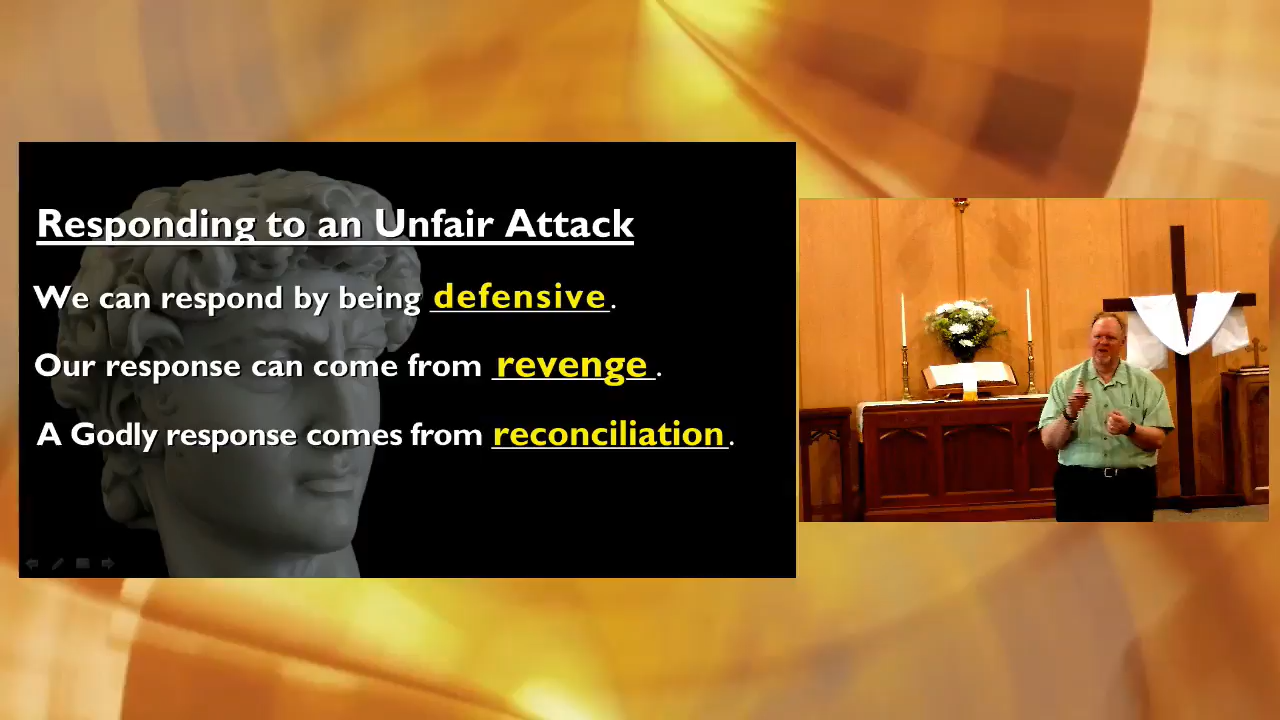 Responding to an Unfair Attack
We can respond by being defensive.
Our response can come from revenge.
A Godly response comes from reconciliation.